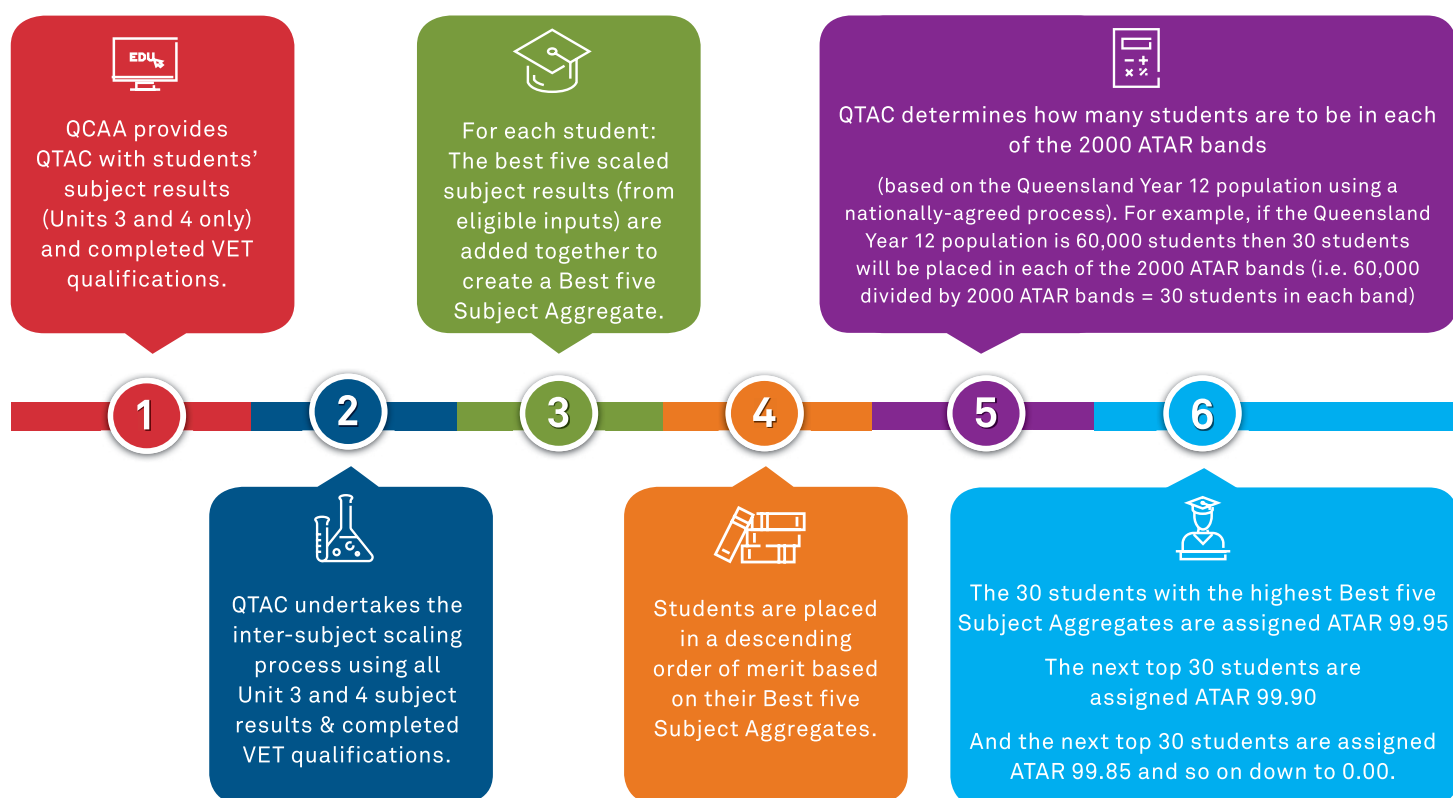 EDU
QCAA provides
QTAC with students’
subject results
(Units 3 and 4 only)
and completed VET
qualifications.
For each student:
The best five scaled
subject results (from
eligible inputs) are
added together to
create a Best five
Subject Aggregate.
QTAC determines how many students are to be in each
of the 2000 ATAR bands
(based on the Queensland Year 12 population using a
nationally-agreed process). For example, if the Queensland
Year 12 population is 60,000 students then 30 students
will be placed in each of the 2000 ATAR bands (i.e. 60,000
divided by 2000 ATAR bands = 30 students in each band)
1
2
3
4
5
6
QTAC undertakes the
inter-subject scaling
process using all
Unit 3 and 4 subject
results & completed
VET qualifications.
Students are placed
in a descending
order of merit based
on their Best five
Subject Aggregates.
The 30 students with the highest Best five
Subject Aggregates are assigned ATAR 99.95
The next top 30 students are
assigned ATAR 99.90
And the next top 30 students are assigned
ATAR 99.85 and so on down to 0.00.